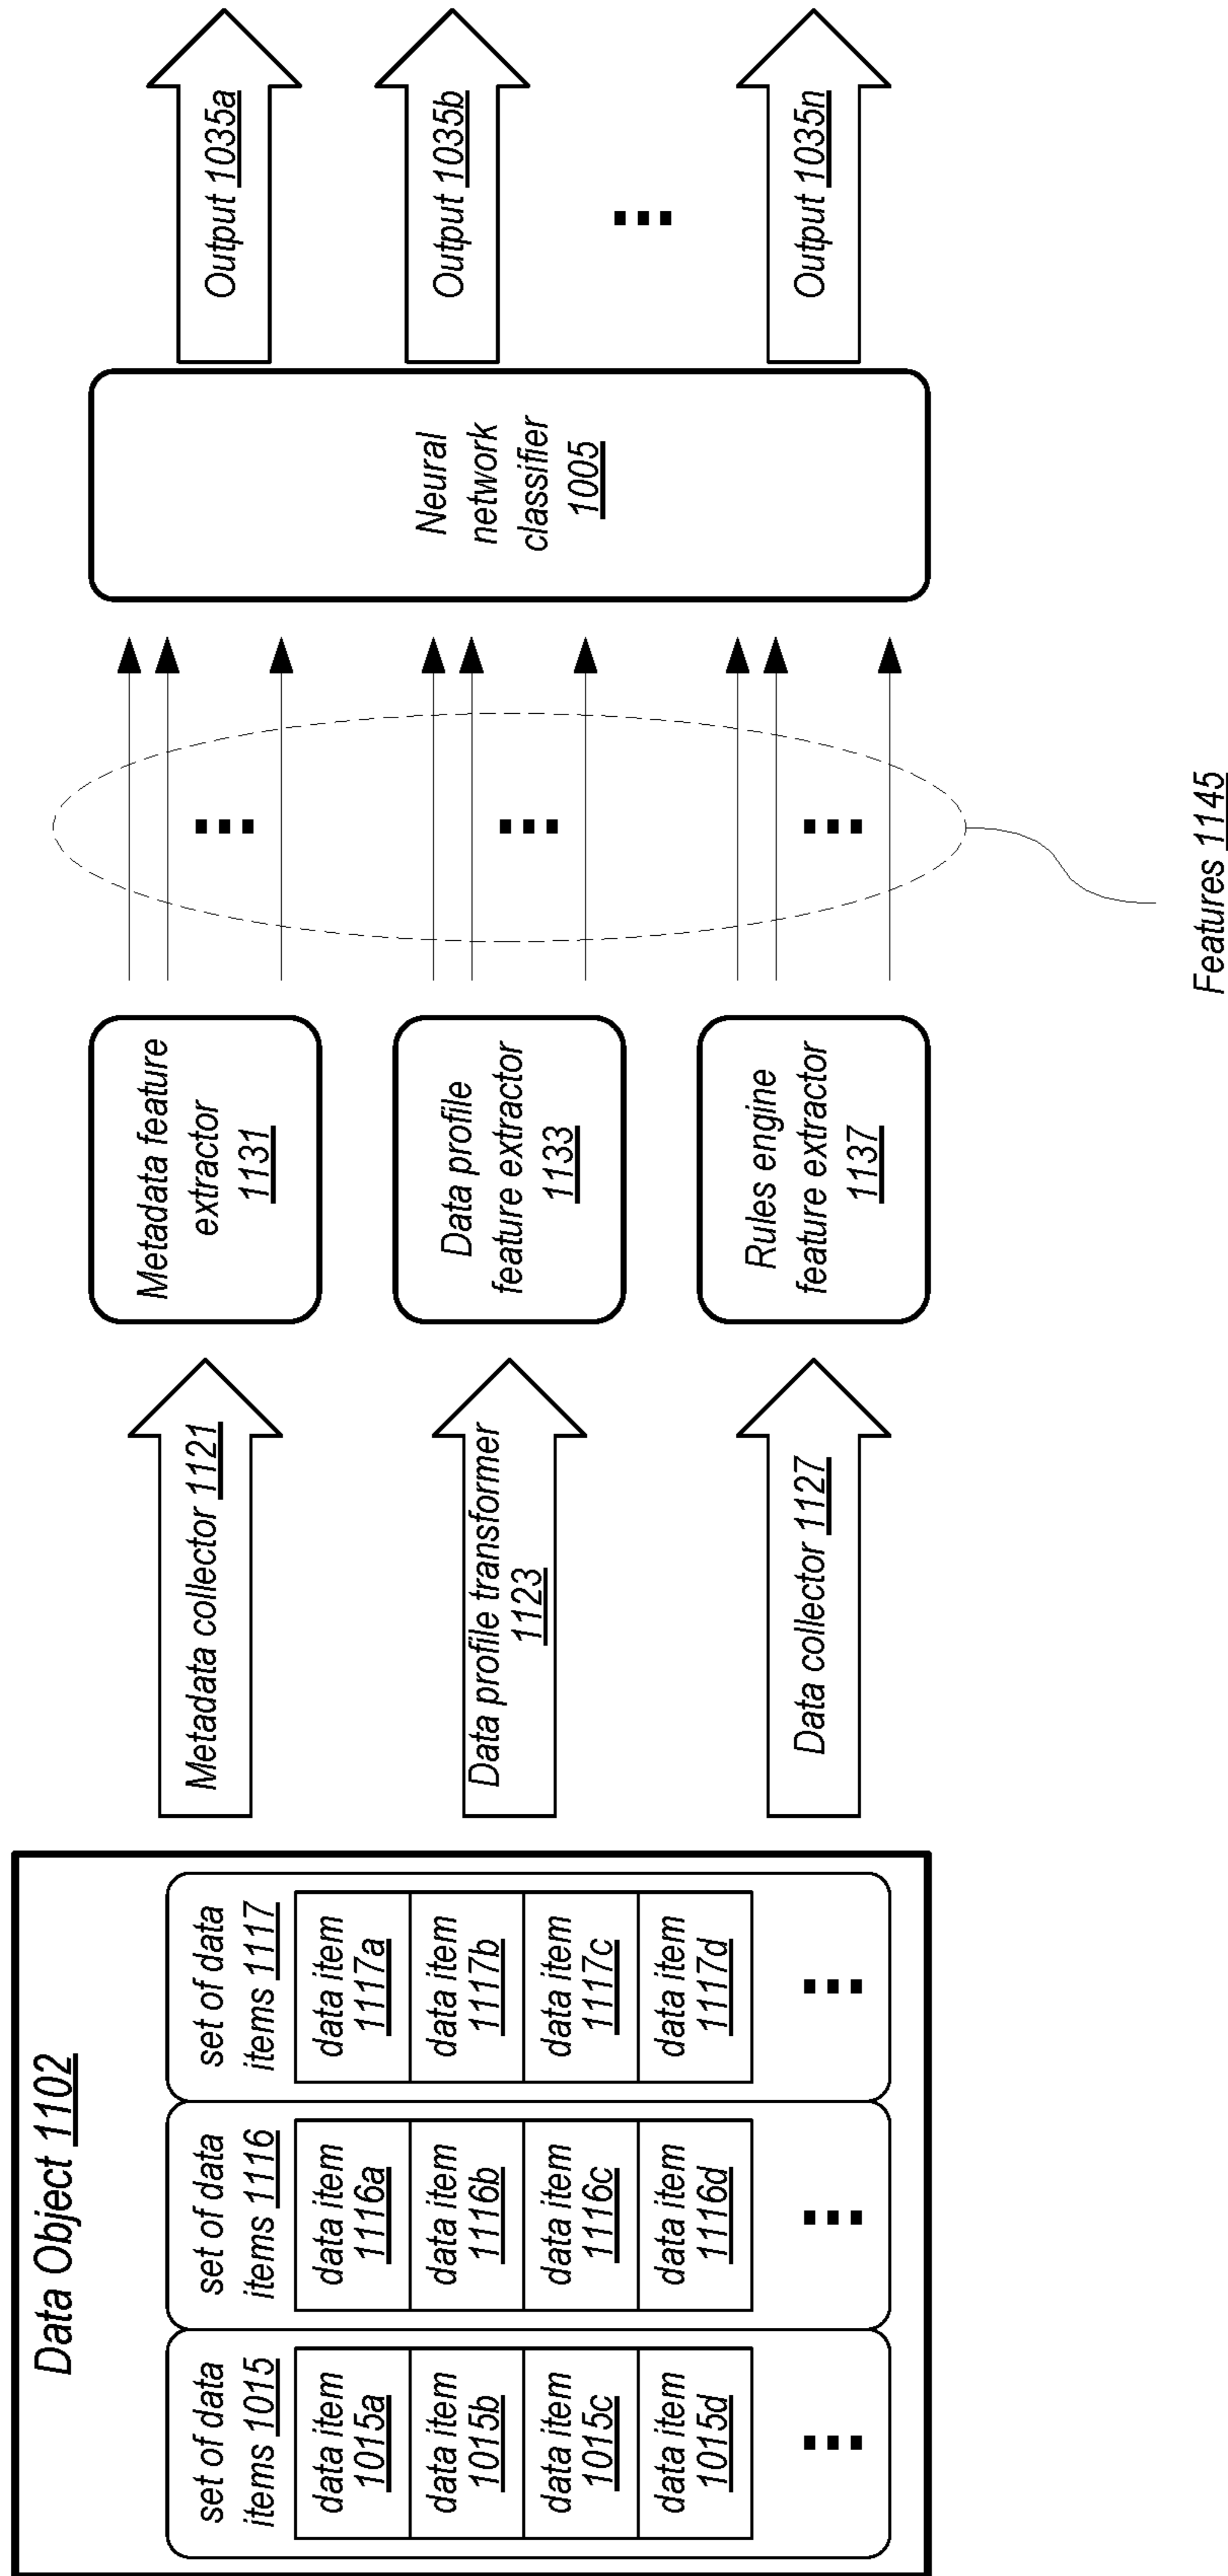 Data Object 1102
set of data
items 1015
data item
1015a
data item
1015b
data item
1015c
data item
1015d
set of data
items 1116
data item
1116a
data item
1116b
data item
1116c
data item
1116d
set of data
items 1117
data item
1117a
data item
1117b
data item
1117c
data item
1117d
Metadata collector 1121
Data profile transformer
1123
Data collector 1127
Metadata feature
extractor
1131
Data profile
feature extractor
1133
Rules engine
feature extractor
1137
Features 1145
Neural
network
classifier
1005
Output 1035a
Output 1035b
Output 1035n